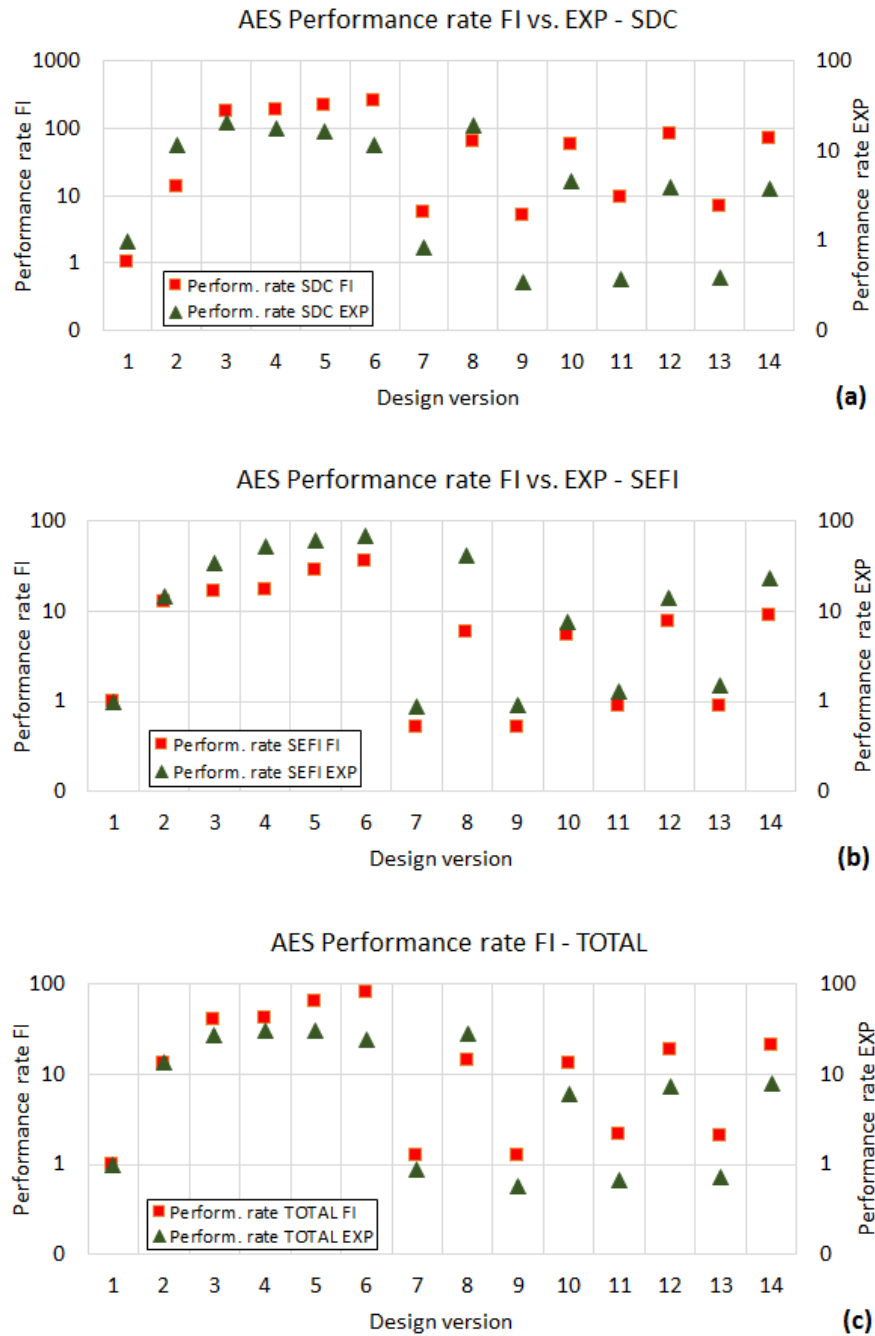 AES Performance rate FI vs. EXP - SDC
1000
100
10
1
0
Performance rate FI
100
10
1
0
Performance rate EXP
Perform. rate SDC FI
Perform. rate SDC EXP
1 2 3 4 5 6 7 8 9 10 11 12 13 14
Design version
(a)
AES Performance rate FI vs. EXP - SEFI
100
10
1
0
Performance rate FI
100
10
1
0
Performance rate EXP
Perform. rate SEFI FI
Perform. rate SEFI EXP
1 2 3 4 5 6 7 8 9 10 11 12 13 14
Design version
(b)
AES Performance rate FI - TOTAL
100
10
1
0
Performance rate FI
100
10
1
0
Performance rate EXP
Perform. rate TOTAL FI
Perform. rate TOTAL EXP
1 2 3 4 5 6 7 8 9 10 11 12 13 14
Design version
(c)